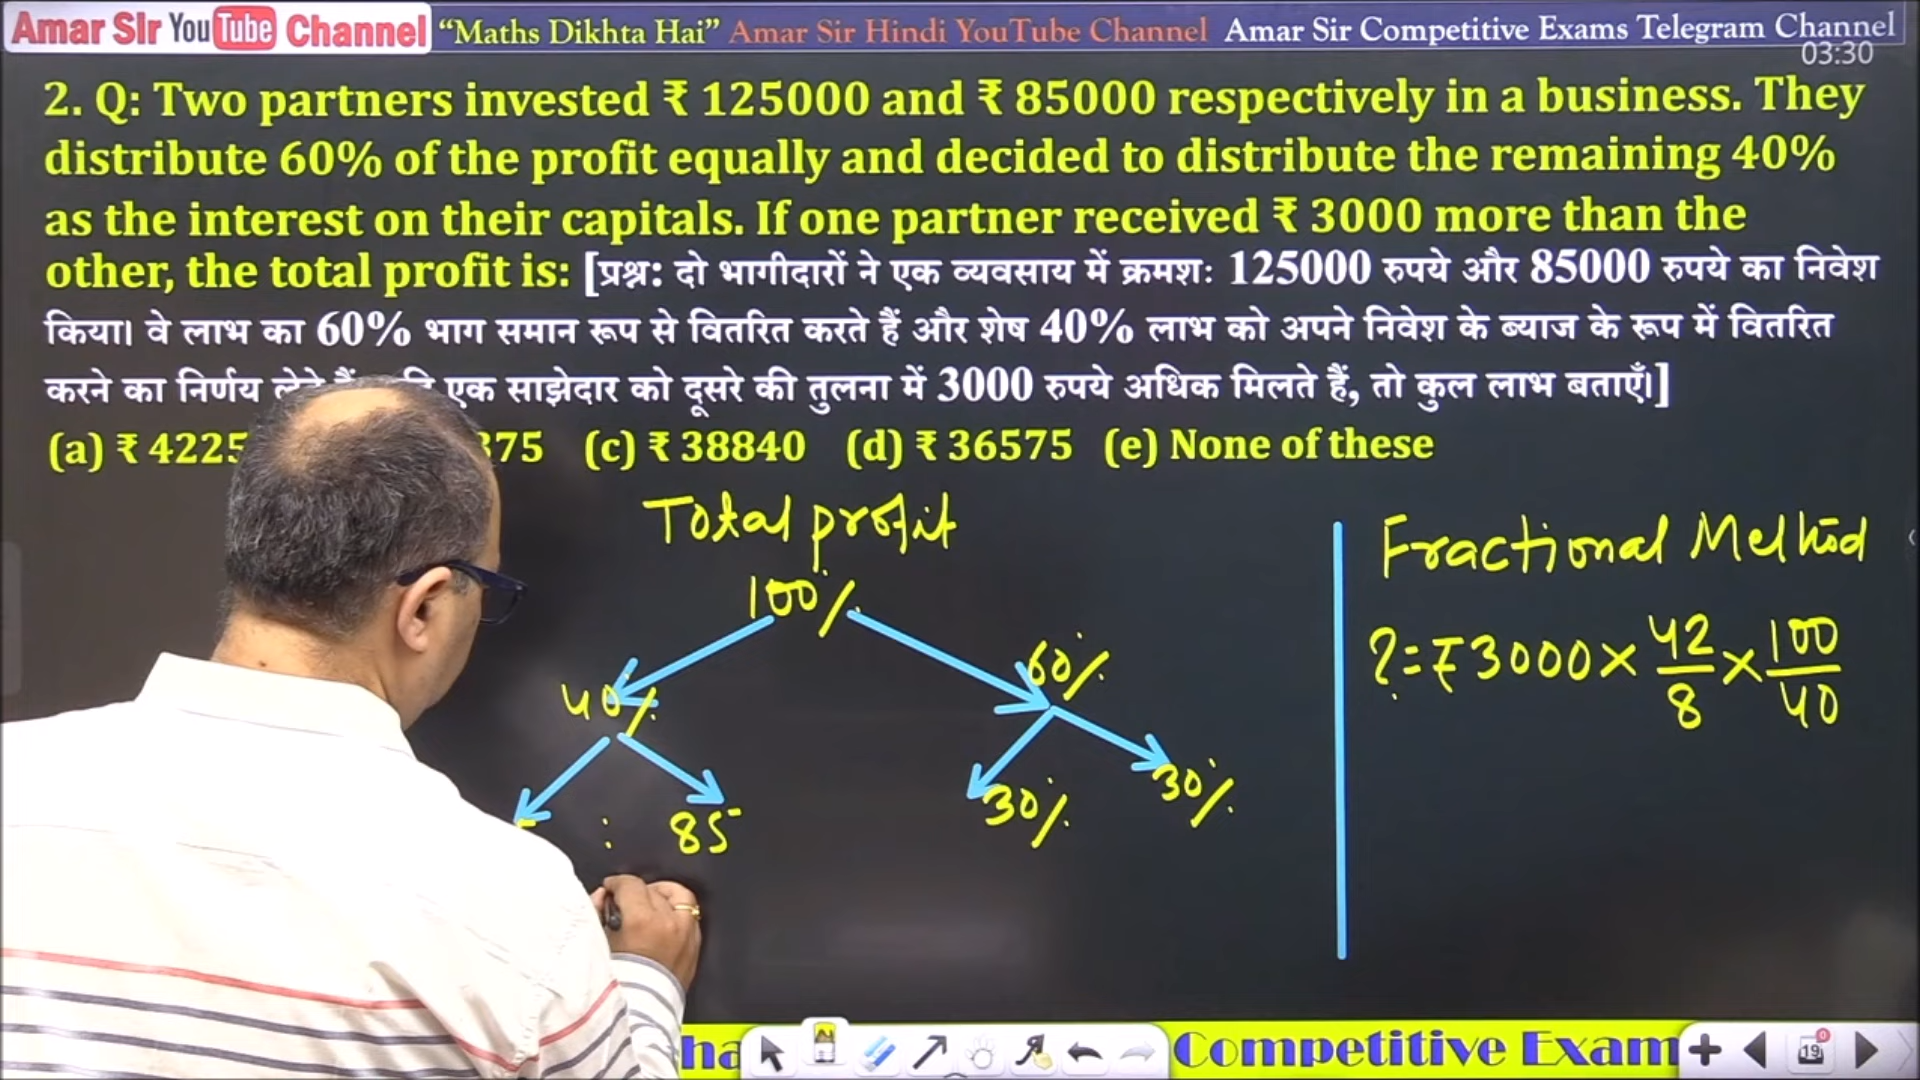 Amar SIr YouTube Channel "Maths Dikhta Hai" Amar Sir Hindi YouTube Channel Amar Sir Competitive Exams Telegram Channel
03:30
2. Q: Two partners invested ₹ 125000 and ₹ 85000 respectively in a business. They
distribute 60% of the profit equally and decided to distribute the remaining 40%
as the interest on their capitals. If one partner received ₹ 3000 more than the
other, the total profit is: [प्रश्न: दो भागीदारों ने एक व्यवसाय में क्रमशः 125000 रुपये और 85000 रुपये का निवेश
किया। वे लाभ का 60% भाग समान रूप से वितरित करते हैं और शेष 40% लाभ को अपने निवेश के ब्याज के रूप में वितरित
करने का निर्णय एक साझेदार को दूसरे की तुलना में 3000 रुपये अधिक मिलते हैं, तो कुल लाभ बताएँ।]
(a) ₹ 4225 375 (c) ₹ 38840 (d) ₹ 36575 (e) None of these
Total profit
100%
40% 60%
: 85 30% 30%
Fractional Method
? = ₹3000 × 42/8 × 100/40
Competitive Exam
19
0